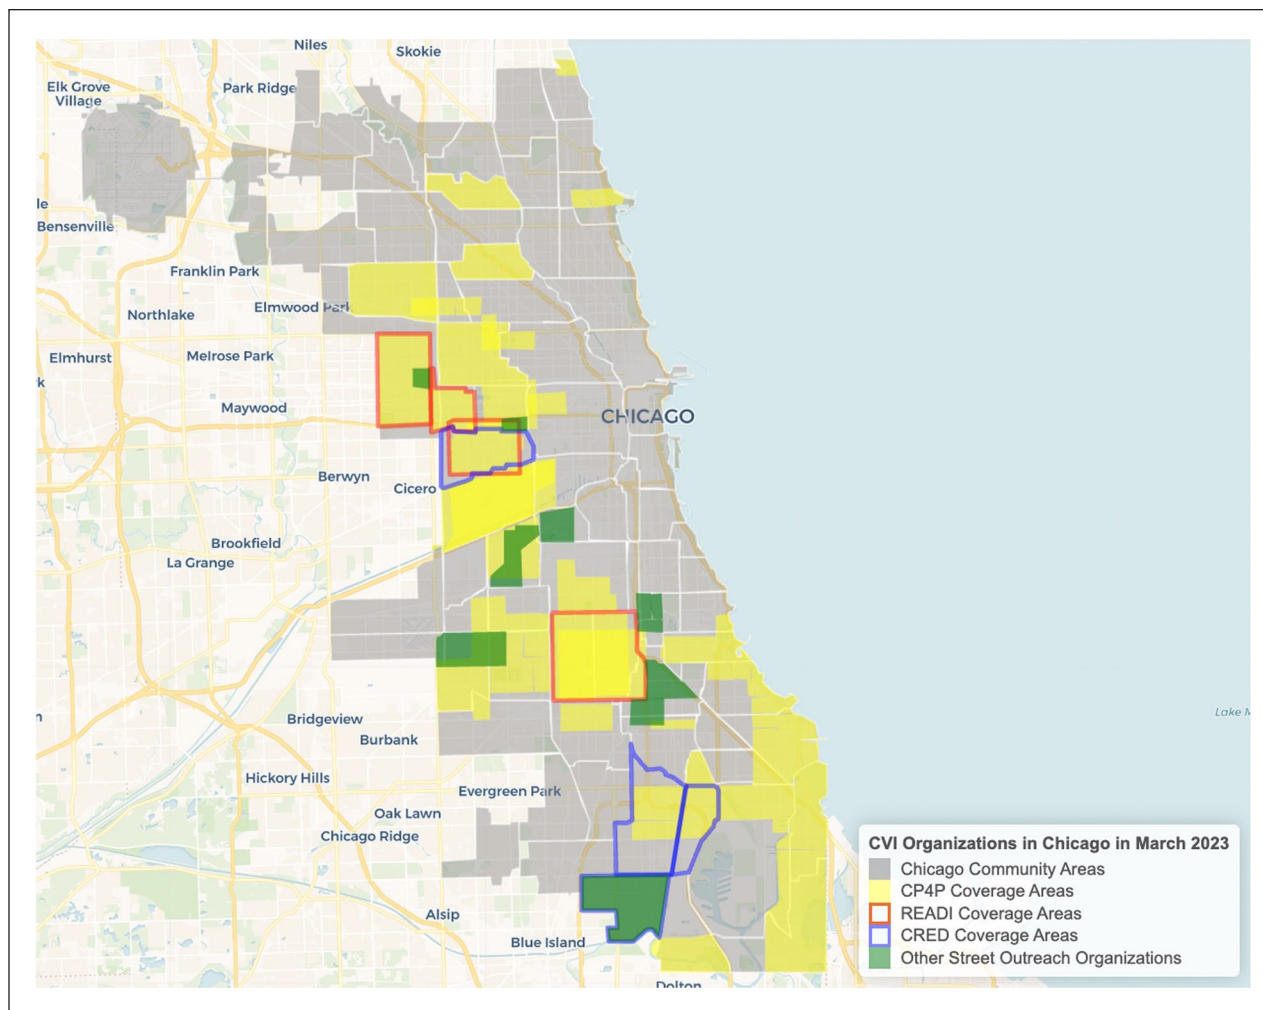 Niles
Skokie
Elk Grove
Village
Park Ridge
le
Bensenville
Franklin Park
Elmwood Park
Northlake
Elmhurst
Melrose Park
k
Maywood
CHICAGO
Berwyn
Cicero
Brookfield
La Grange
n
Lake M
Bridgeview
Burbank
Hickory Hills
Evergreen Park
Oak Lawn
Chicago Ridge
Alsip
Blue Island
Dolton
CVI Organizations in Chicago in March 2023
Chicago Community Areas
CP4P Coverage Areas
READI Coverage Areas
CRED Coverage Areas
Other Street Outreach Organizations